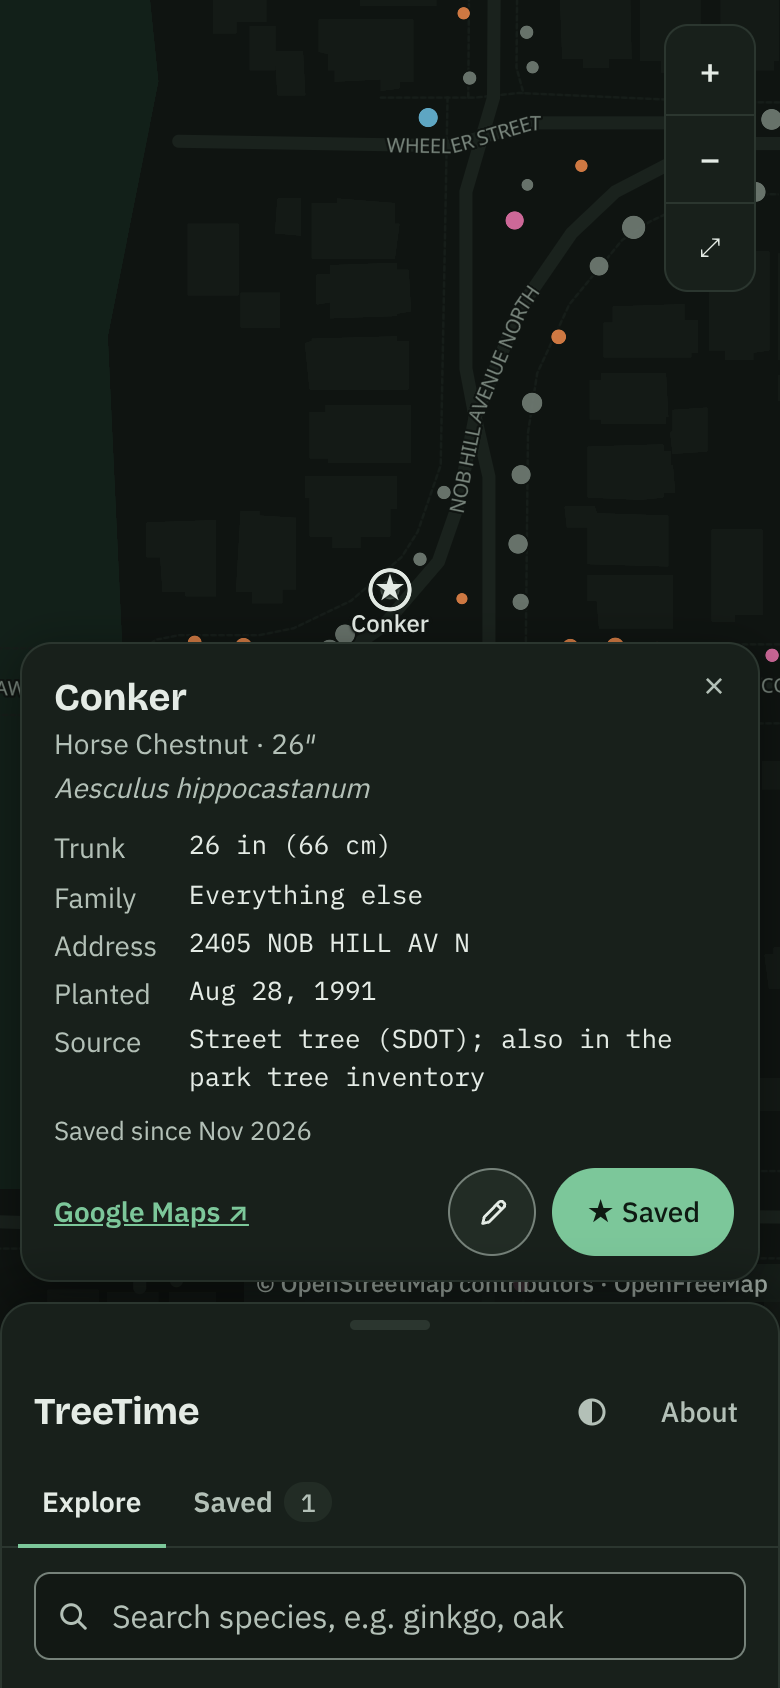 +
WHEELER STREET
−
NOB HILL AVENUE NORTH
Conker
Conker
×
Horse Chestnut · 26″
Aesculus hippocastanum
Trunk 26 in (66 cm)
Family Everything else
Address 2405 NOB HILL AV N
Planted Aug 28, 1991
Source Street tree (SDOT); also in the
park tree inventory
Saved since Nov 2026
Google Maps ↗
★ Saved
© OpenStreetMap contributors · OpenFreeMap
TreeTime
About
Explore
Saved 1
Search species, e.g. ginkgo, oak